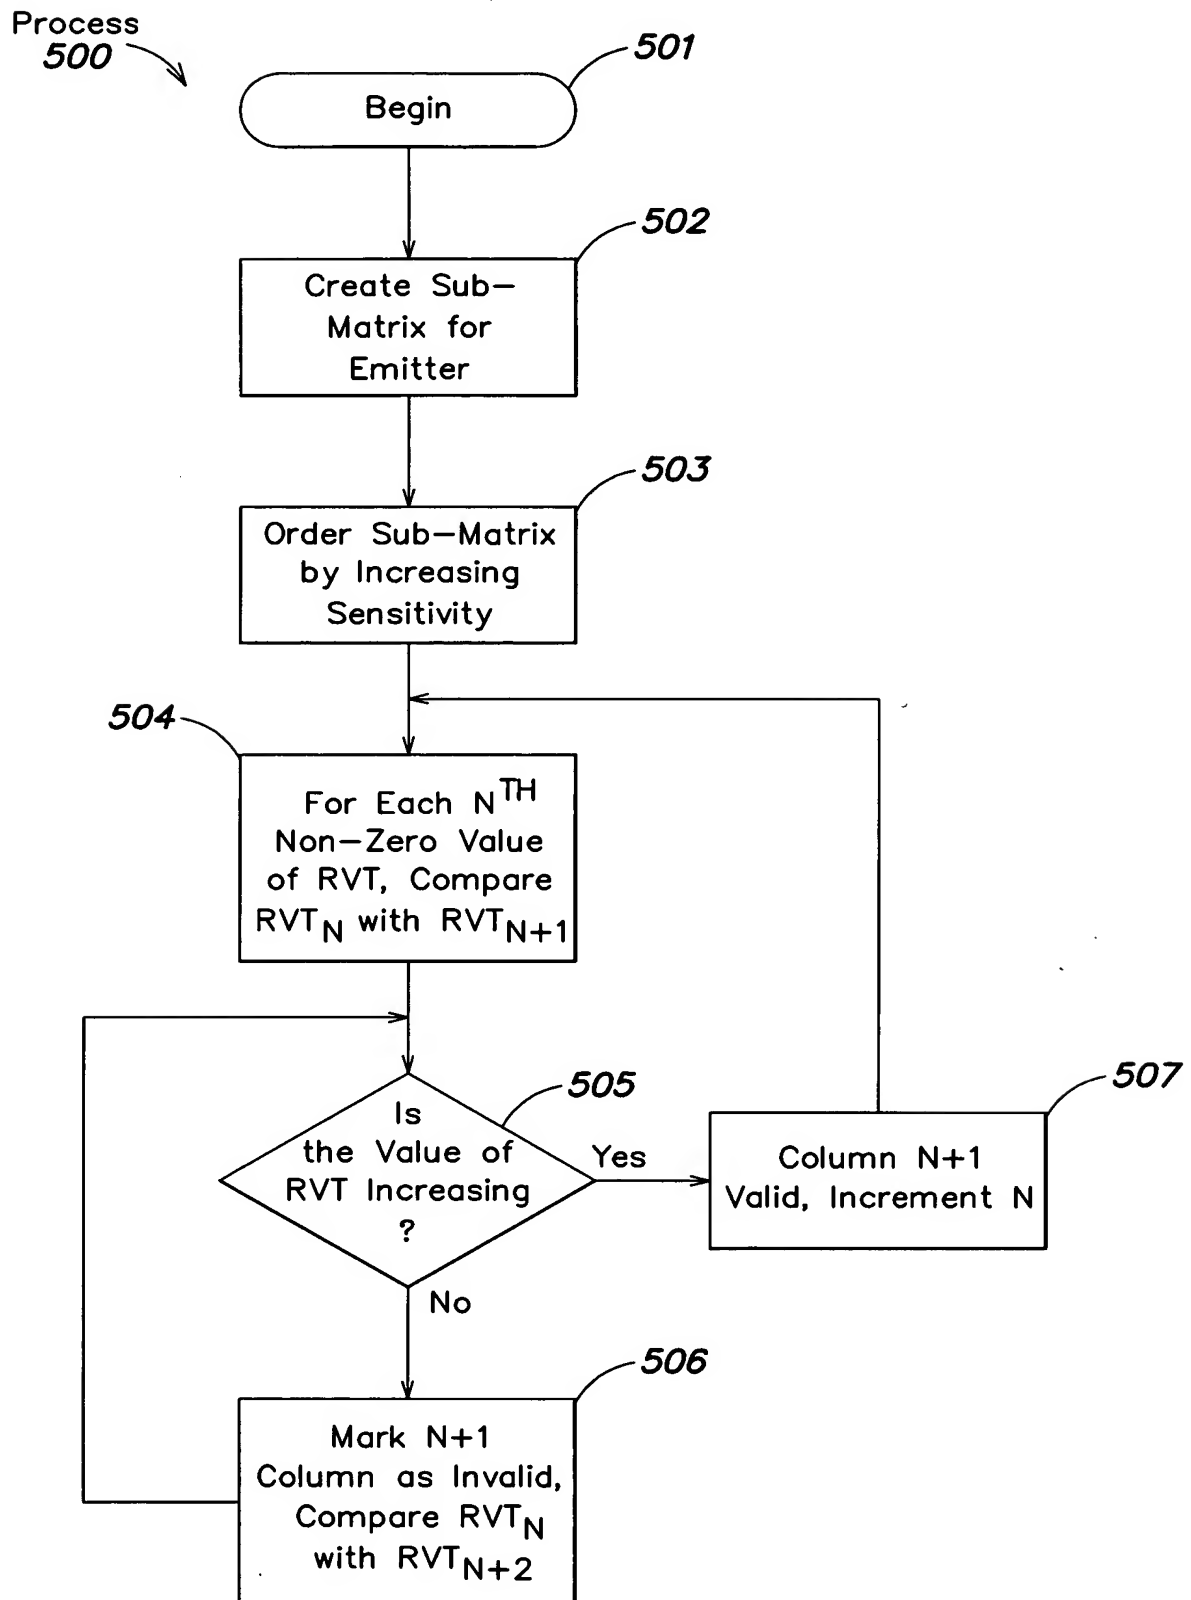 Process
500
501
Begin
502
Create Sub-
Matrix for
Emitter
503
Order Sub-Matrix
by Increasing
Sensitivity
504
For Each N^TH
Non-Zero Value
of RVT, Compare
RVT_N with RVT_N+1
505
Is
the Value of
RVT Increasing
?
Yes
507
Column N+1
Valid, Increment N
No
506
Mark N+1
Column as Invalid,
Compare RVT_N
with RVT_N+2